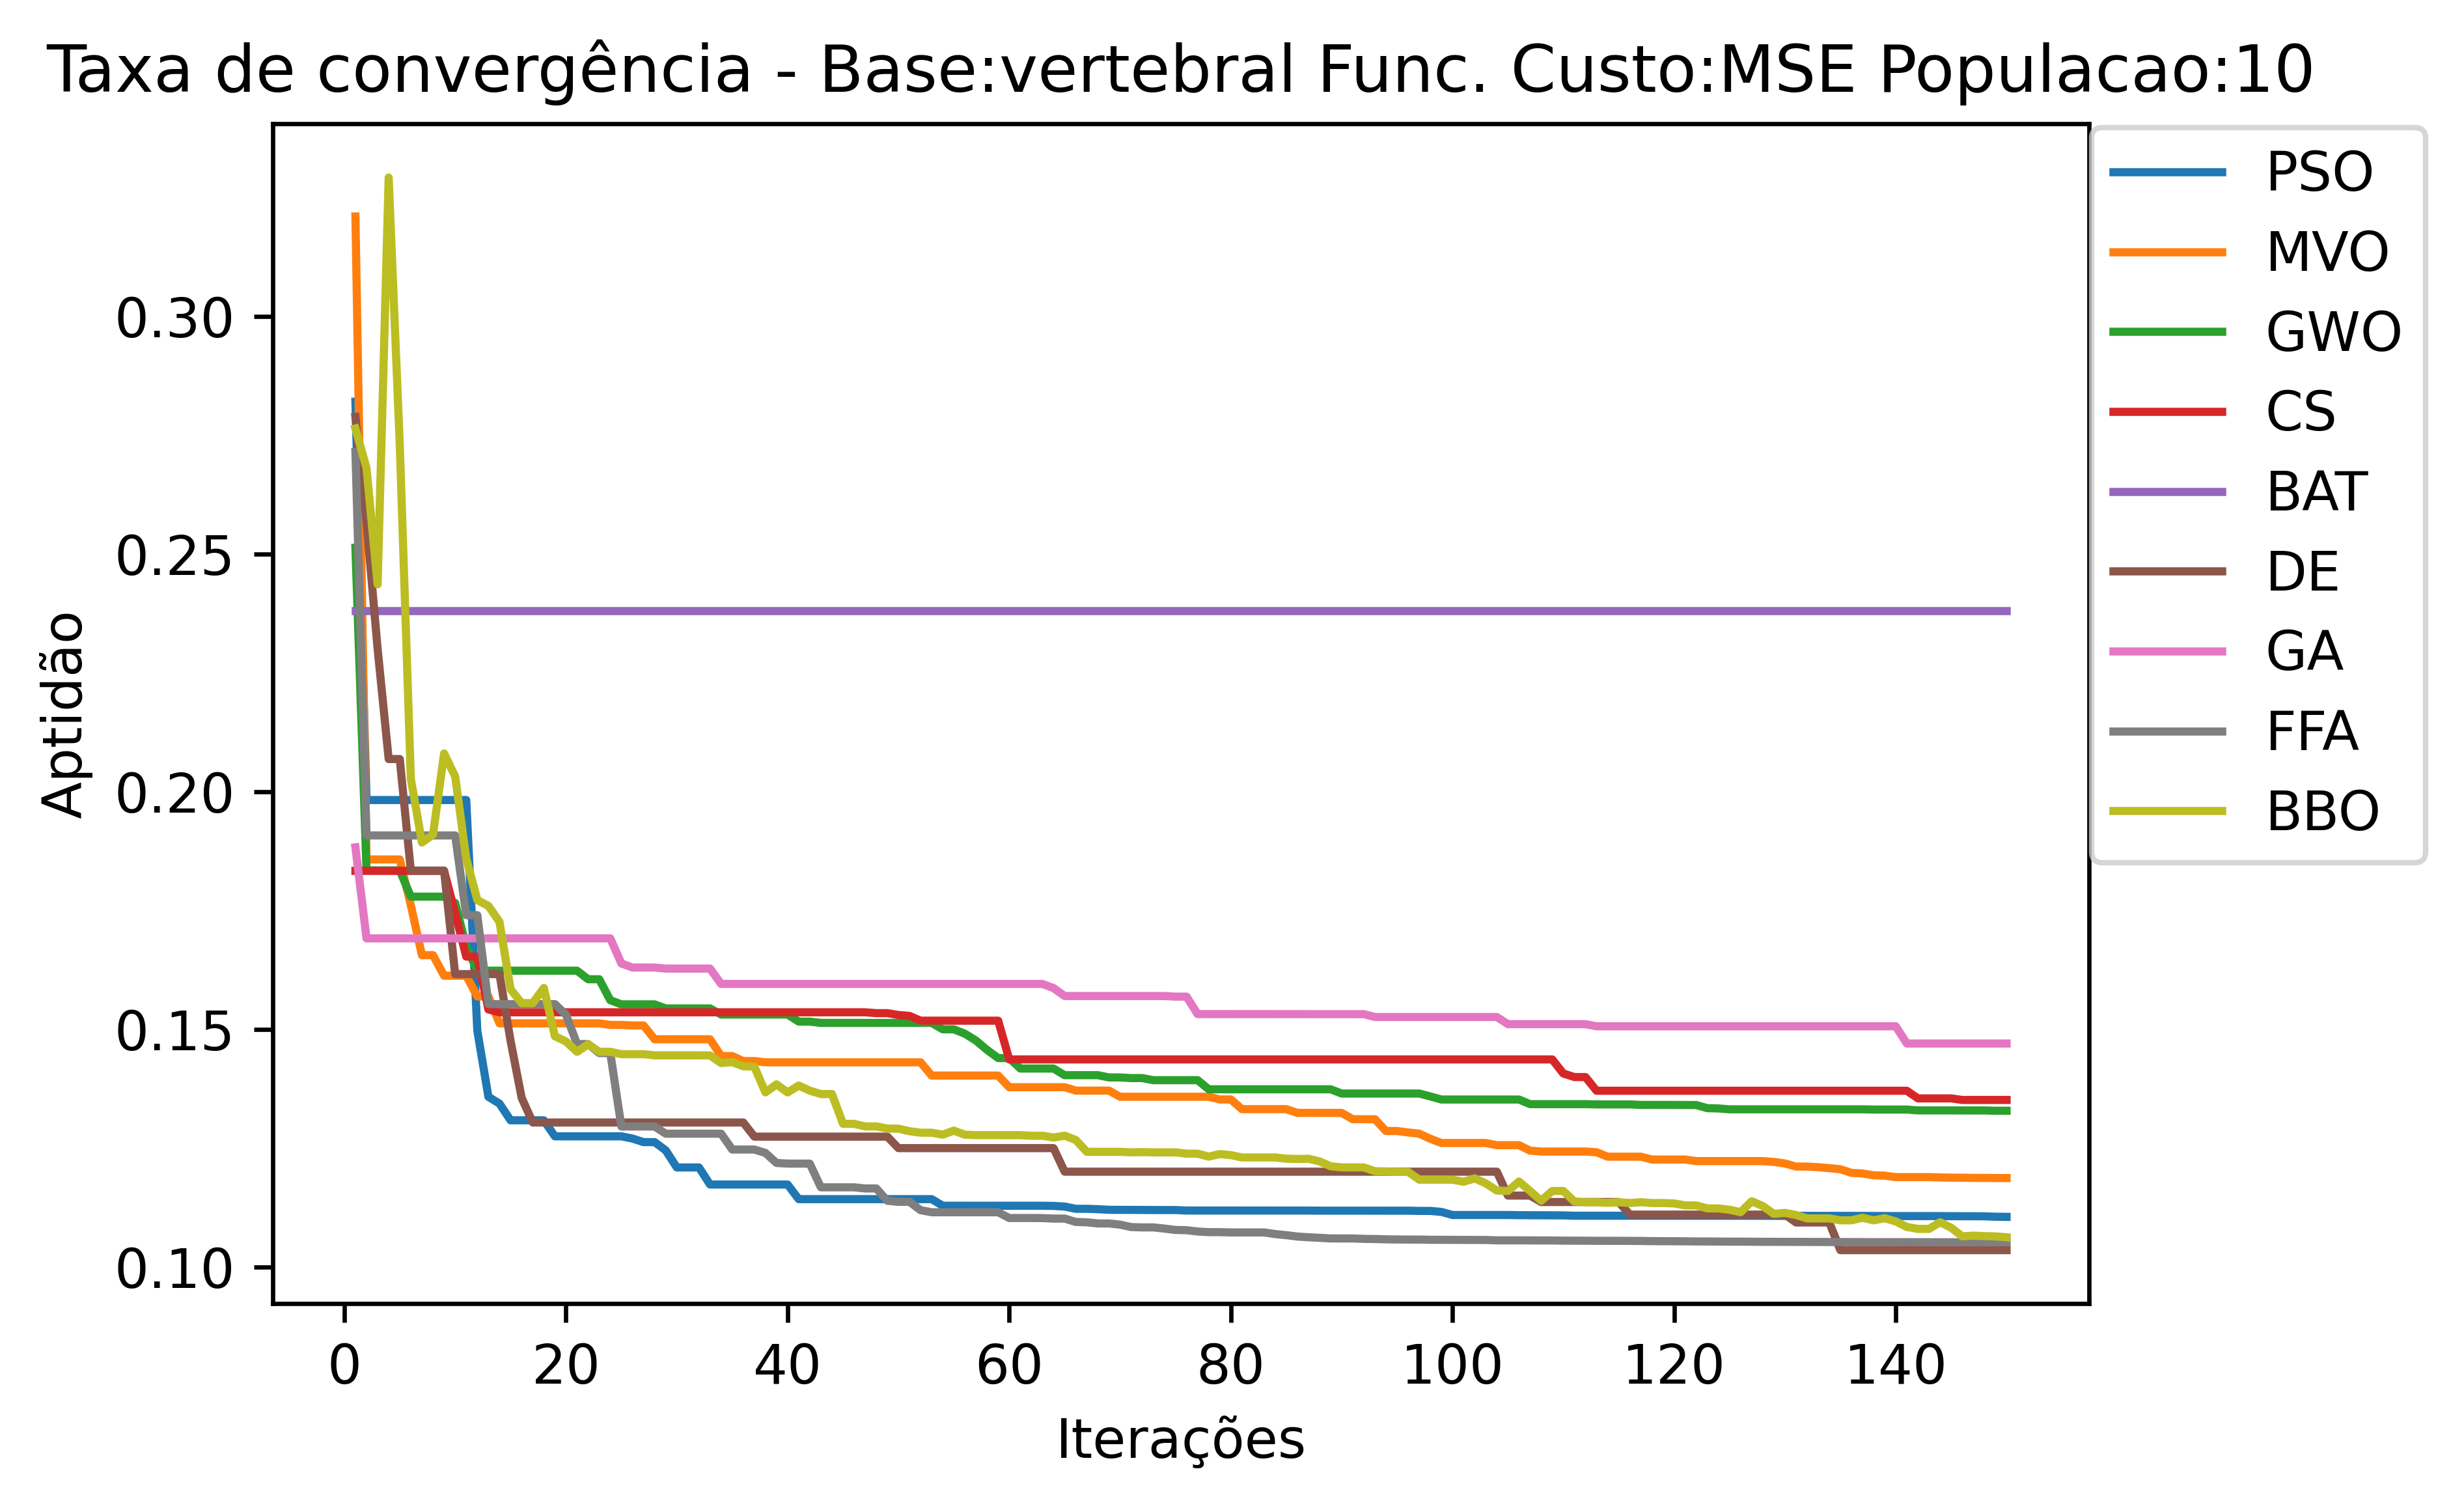 Taxa de convergência - Base:vertebral Func. Custo:MSE Populacao:10
Aptidão
0.30
0.25
0.20
0.15
0.10
0 20 40 60 80 100 120 140
Iterações
PSO
MVO
GWO
CS
BAT
DE
GA
FFA
BBO